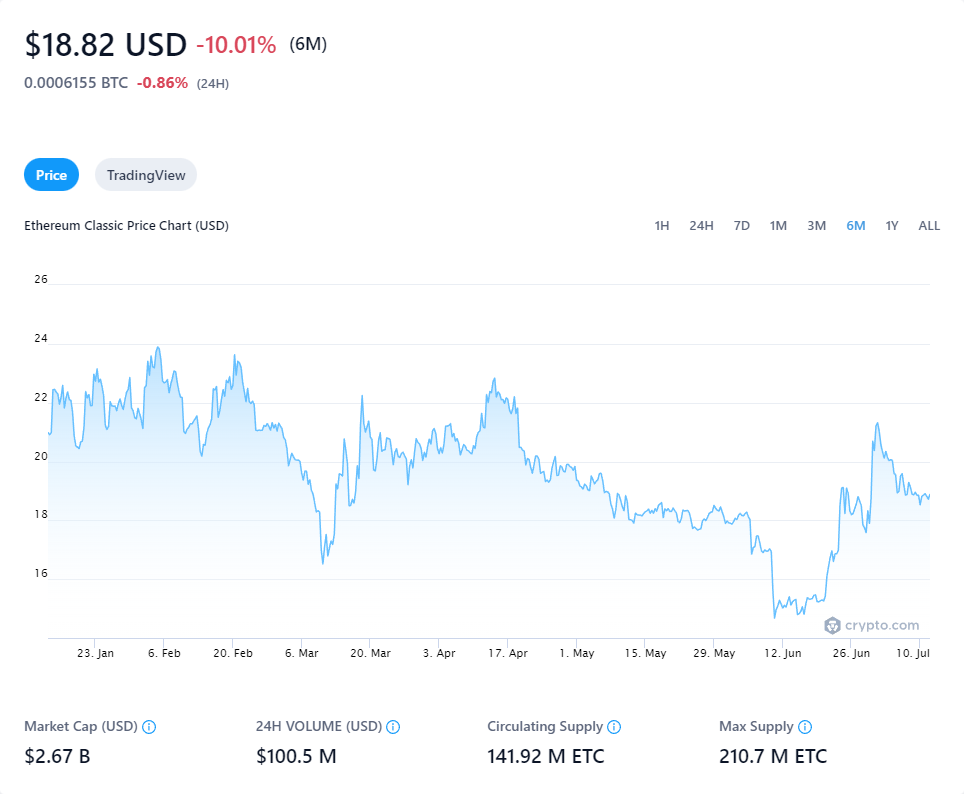 $18.82 USD -10.01% (6M)
0.0006155 BTC -0.86% (24H)
Price TradingView
Ethereum Classic Price Chart (USD) 1H 24H 7D 1M 3M 6M 1Y ALL
26
24
22
20
18
16
crypto.com
23. Jan 6. Feb 20. Feb 6. Mar 20. Mar 3. Apr 17. Apr 1. May 15. May 29. May 12. Jun 26. Jun 10. Jul
Market Cap (USD) 24H VOLUME (USD) Circulating Supply Max Supply
$2.67 B $100.5 M 141.92 M ETC 210.7 M ETC